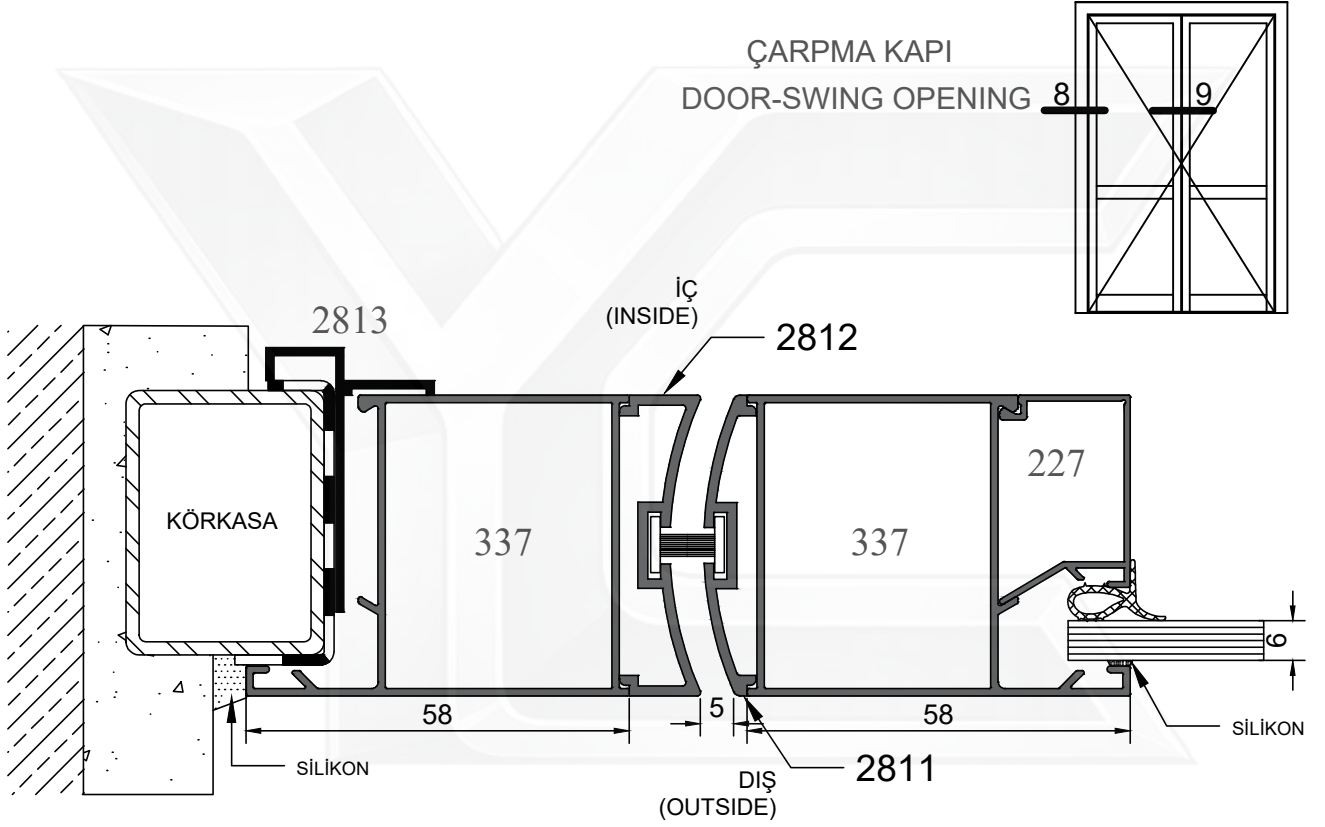 ÇARPMA KAPI
DOOR-SWING OPENING
8
9
İÇ
(INSIDE)
2813
2812
227
KÖRKASA
337
337
6
58
5
58
SİLİKON
SİLİKON
2811
DIŞ
(OUTSIDE)